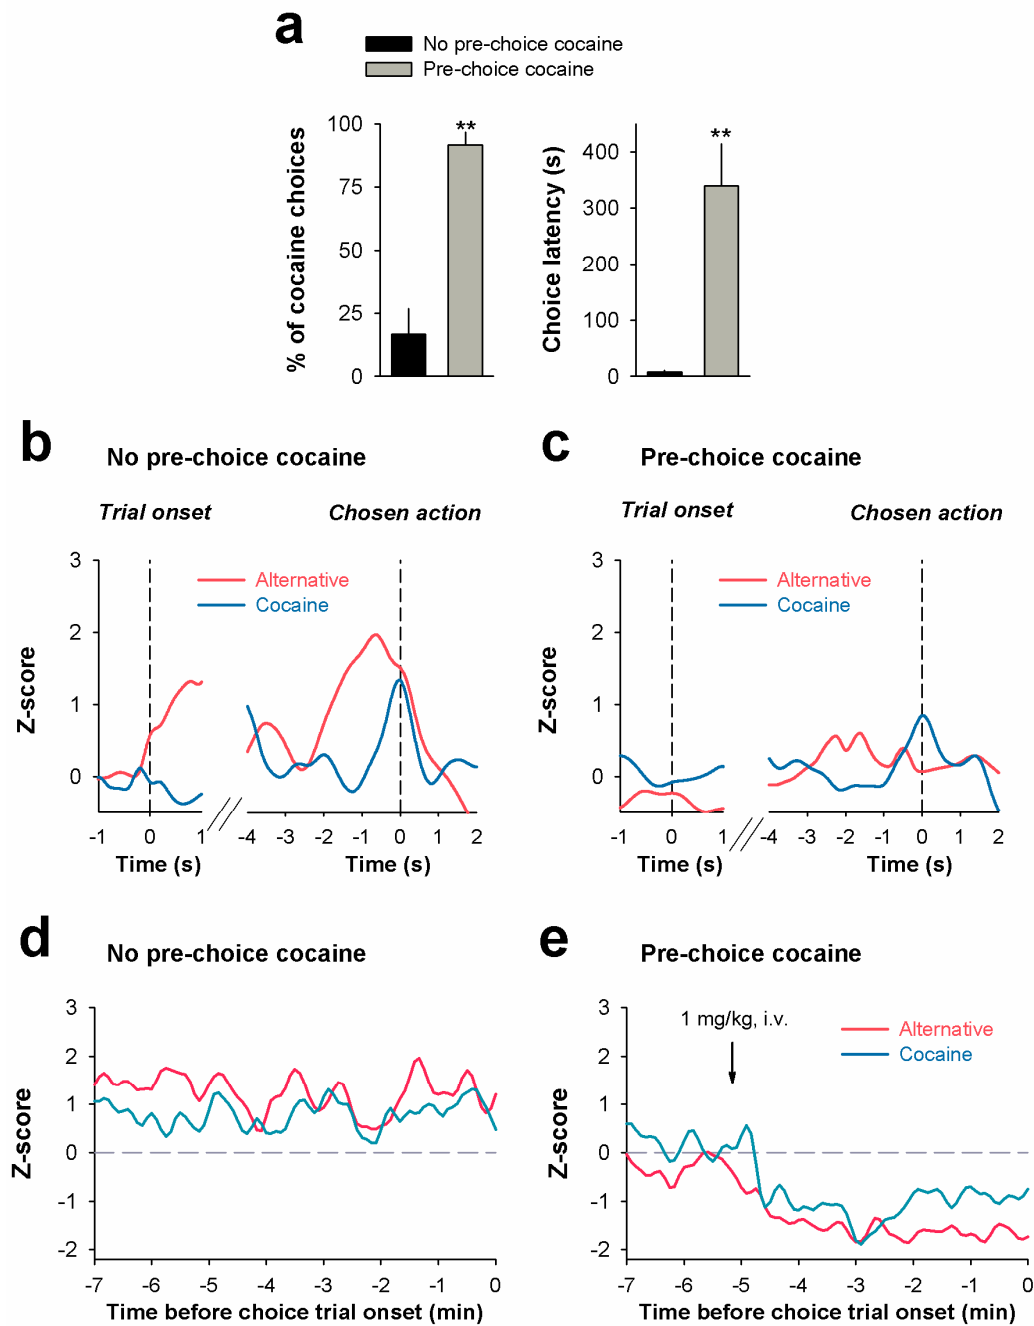 a
No pre-choice cocaine
Pre-choice cocaine
% of cocaine choices
100
75
50
25
0
**
Choice latency (s)
400
300
200
100
0
**
b
No pre-choice cocaine
Trial onset
Chosen action
Z-score
3
2
1
0
Alternative
Cocaine
-1 0 1
-4 -3 -2 -1 0 1 2
Time (s)
Time (s)
c
Pre-choice cocaine
Trial onset
Chosen action
Z-score
3
2
1
0
Alternative
Cocaine
-1 0 1
-4 -3 -2 -1 0 1 2
Time (s)
Time (s)
d
No pre-choice cocaine
Z-score
3
2
1
0
-1
-2
-7 -6 -5 -4 -3 -2 -1 0
Time before choice trial onset (min)
e
Pre-choice cocaine
Z-score
3
2
1
0
-1
-2
1 mg/kg, i.v.
Alternative
Cocaine
-7 -6 -5 -4 -3 -2 -1 0
Time before choice trial onset (min)